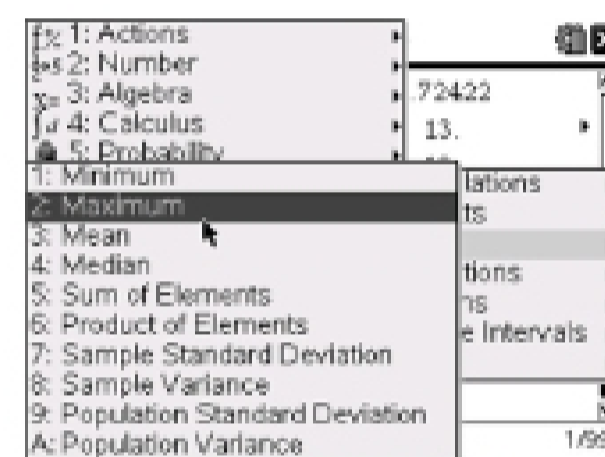 1: Actions
2: Number
3: Algebra
4: Calculus
5: Probability
.72422
13.
lations
ts
tions
ns
e Intervals
1: Minimum
2: Maximum
3: Mean
4: Median
5: Sum of Elements
6: Product of Elements
7: Sample Standard Deviation
8: Sample Variance
9: Population Standard Deviation
A: Population Variance
1/99